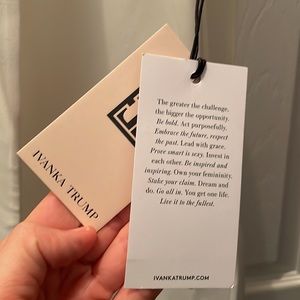 IVANKA TRUMP
The greater the challenge,
the bigger the opportunity.
Be bold. Act purposefully.
Embrace the future, respect
the past. Lead with grace.
Prove smart is sexy. Invest in
each other. Be inspired and
inspiring. Own your femininity.
Stake your claim. Dream and
do. Go all in. You get one life.
Live it to the fullest.
IVANKATRUMP.COM